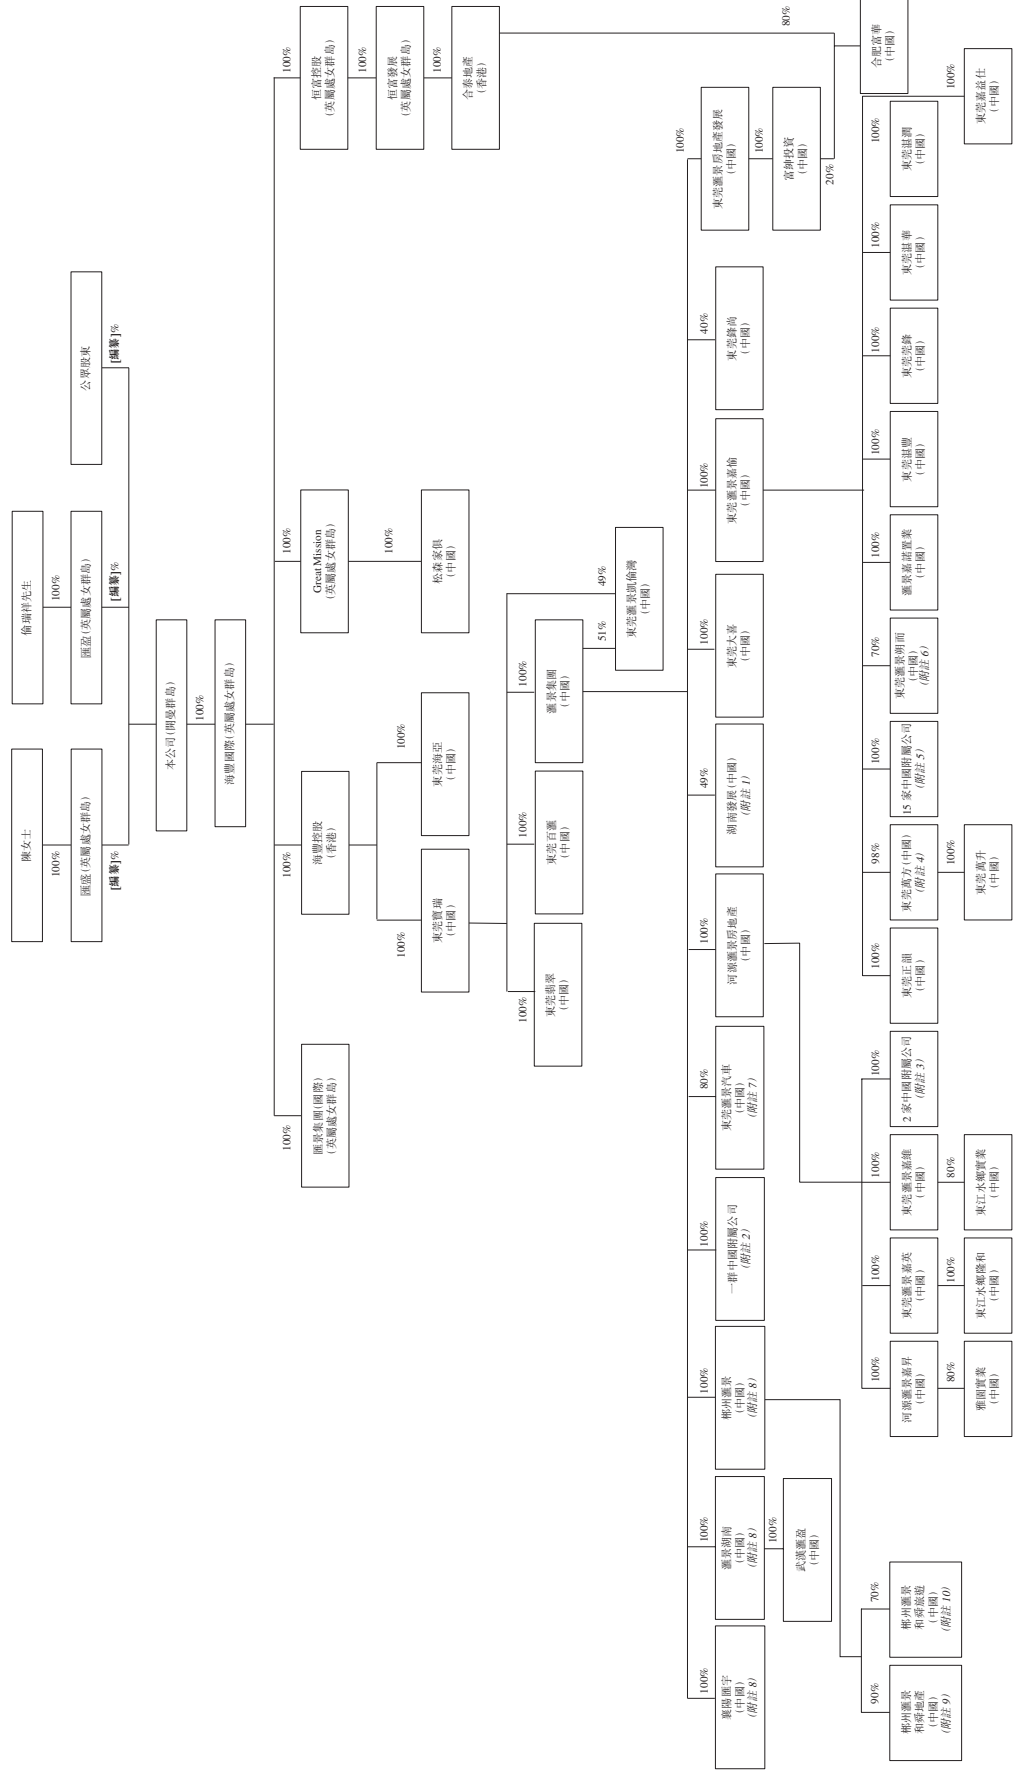 陳女士
倫瑞祥先生
100%
100%
匯盛(英屬處女群島)
匯盈(英屬處女群島)
公眾股東
[編纂]%
[編纂]%
[編纂]%
本公司(開曼群島)
100%
海豐國際(英屬處女群島)
100%
100%
100%
100%
匯景集團(國際)
(英屬處女群島)
海豐控股
(香港)
Great Mission
(英屬處女群島)
恒富控股
(英屬處女群島)
100%
恒富發展
(英屬處女群島)
100%
合泰地產
(香港)
100%
100%
100%
東莞寶瑞
(中國)
東莞海亞
(中國)
松森家俱
(中國)
100%
100%
100%
49%
東莞翡翠
(中國)
東莞百匯
(中國)
滙景集團
(中國)
51%
東莞滙景凱倫灣
(中國)
100%
100%
100%
100%
80%
100%
49%
100%
100%
40%
100%
襄陽匯宇
(中國)
(附註 8)
滙景湖南
(中國)
(附註 8)
郴州滙景
(中國)
(附註 8)
一群中國附屬公司
(附註 2)
東莞滙景汽車
(中國)
(附註 7)
河源滙景房地產
(中國)
湖南發展(中國)
(附註 1)
東莞大喜
(中國)
東莞滙景嘉愉
(中國)
東莞鋒尚
(中國)
東莞滙景房地產發展
(中國)
100%
武漢滙盈
(中國)
100%
富紳投資
(中國)
20%
80%
合肥富華
(中國)
90%
70%
100%
100%
100%
100%
100%
98%
100%
70%
100%
100%
100%
100%
100%
100%
郴州滙景
和舜地產
(中國)
(附註 9)
郴州滙景
和舜旅遊
(中國)
(附註 10)
河源滙景嘉昇
(中國)
東莞滙景嘉英
(中國)
東莞滙景嘉維
(中國)
2 家中國附屬公司
(附註 3)
東莞正韻
(中國)
東莞萬方(中國)
(附註 4)
15 家中國附屬公司
(附註 5)
東莞滙景朔而
(中國)
(附註 6)
滙景嘉諾置業
(中國)
東莞湛豐
(中國)
東莞莞鋒
(中國)
東莞湛華
(中國)
東莞湛潤
(中國)
80%
100%
80%
100%
雅園實業
(中國)
東江水鄉隆和
(中國)
東江水鄉實業
(中國)
東莞萬升
(中國)
東莞嘉益仕
(中國)